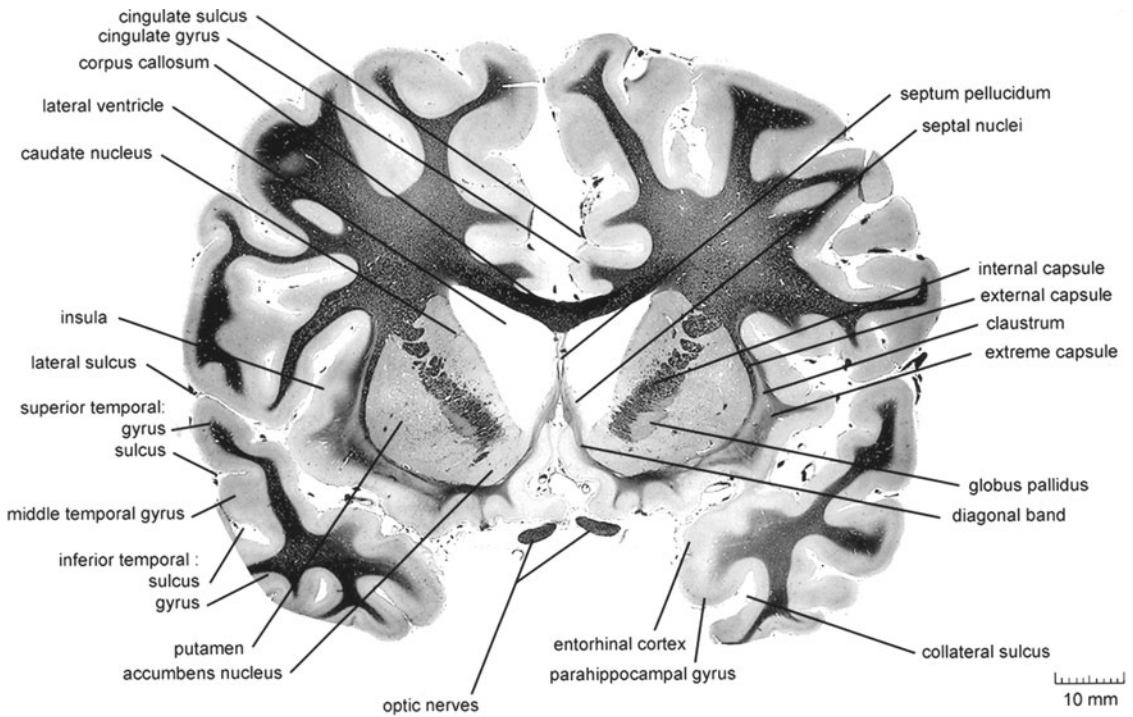 cingulate sulcus
cingulate gyrus
corpus callosum
lateral ventricle
caudate nucleus
insula
lateral sulcus
superior temporal:
gyrus
sulcus
middle temporal gyrus
inferior temporal :
sulcus
gyrus
putamen
accumbens nucleus
optic nerves
septum pellucidum
septal nuclei
internal capsule
external capsule
claustrum
extreme capsule
globus pallidus
diagonal band
entorhinal cortex
parahippocampal gyrus
collateral sulcus
10 mm